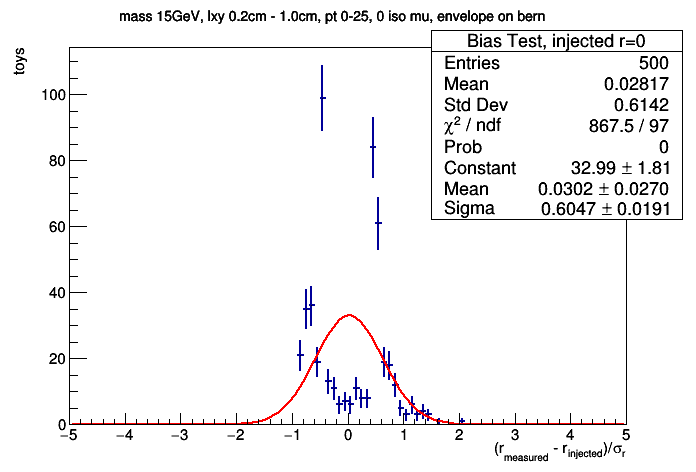 mass 15GeV, lxy 0.2cm - 1.0cm, pt 0-25, 0 iso mu, envelope on bern
Bias Test, injected r=0
Entries 500
Mean 0.02817
Std Dev 0.6142
χ² / ndf 867.5 / 97
Prob 0
Constant 32.99 ± 1.81
Mean 0.0302 ± 0.0270
Sigma 0.6047 ± 0.0191
toys
100
80
60
40
20
0
−5 −4 −3 −2 −1 0 1 2 3 4 5
(r_measured - r_injected)/σ_r